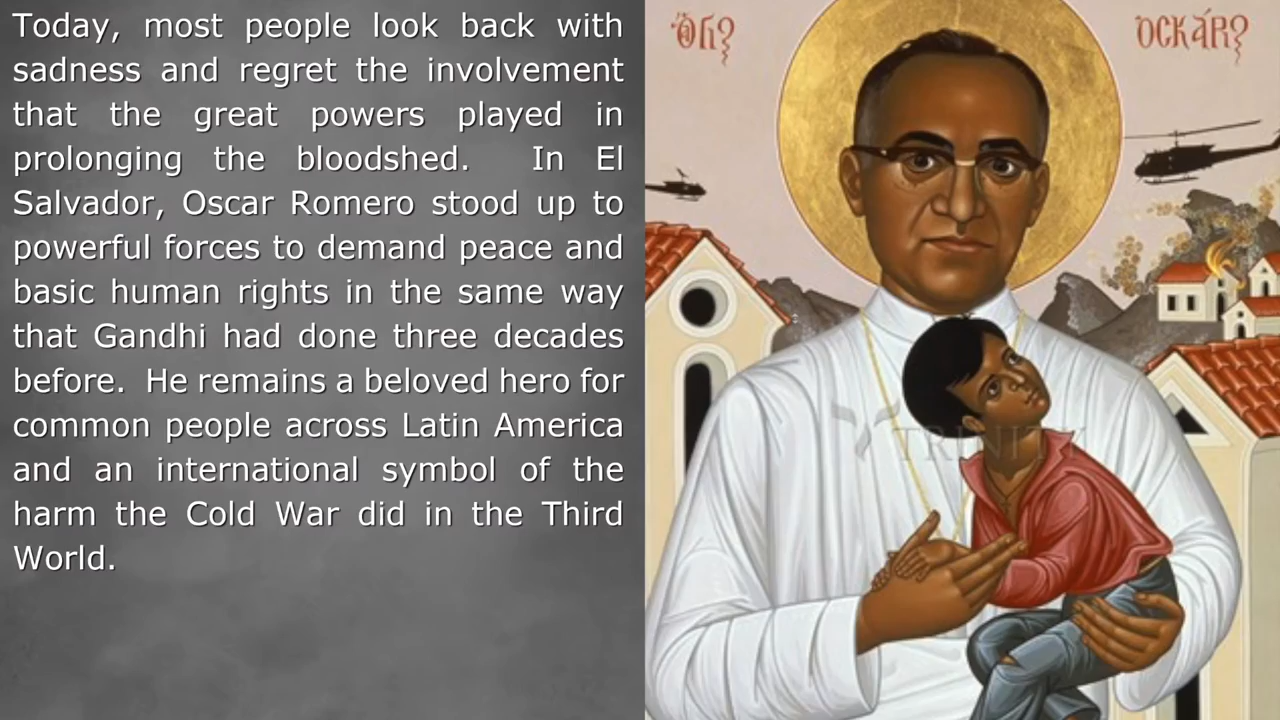 Today, most people look back with
sadness and regret the involvement
that the great powers played in
prolonging the bloodshed. In El
Salvador, Oscar Romero stood up to
powerful forces to demand peace and
basic human rights in the same way
that Gandhi had done three decades
before. He remains a beloved hero for
common people across Latin America
and an international symbol of the
harm the Cold War did in the Third
World.
ΌСКА́Р
TRINITY